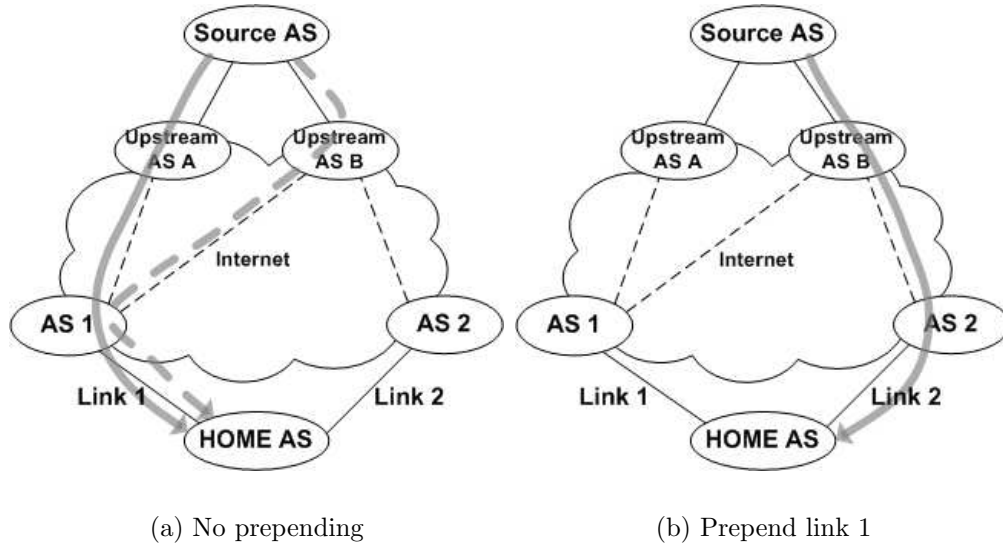 Source AS
Upstream
AS A
Upstream
AS B
Internet
AS 1
AS 2
Link 1
Link 2
HOME AS
(a) No prepending
Source AS
Upstream
AS A
Upstream
AS B
Internet
AS 1
AS 2
Link 1
Link 2
HOME AS
(b) Prepend link 1